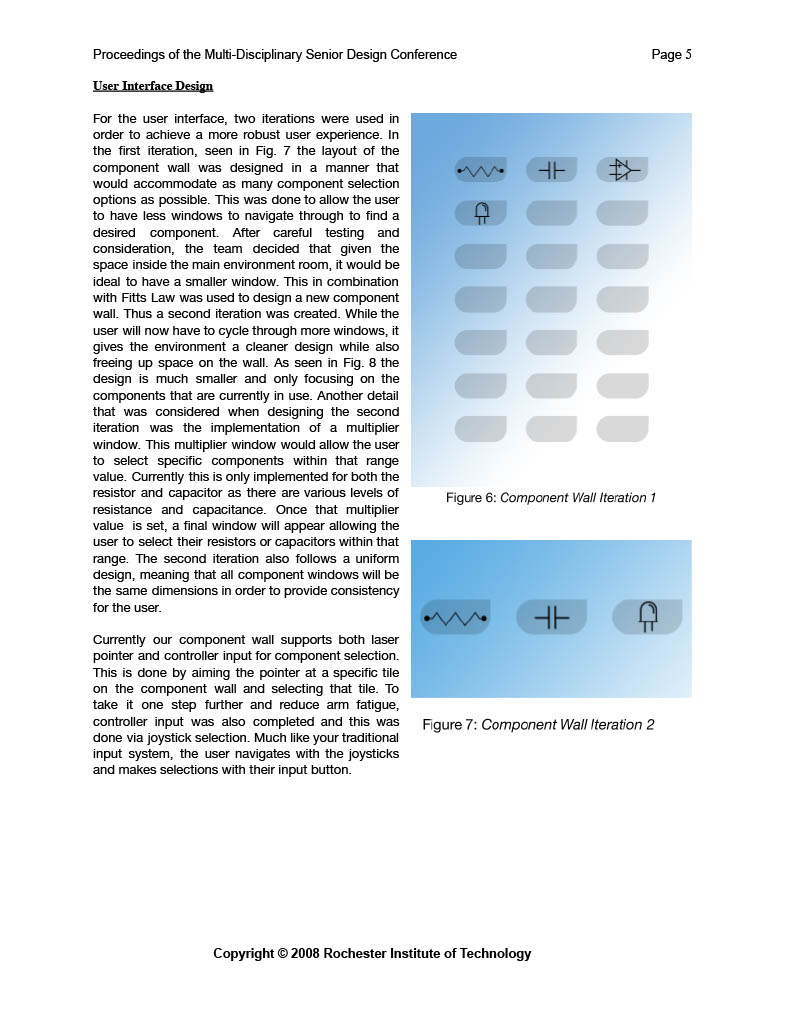 Proceedings of the Multi-Disciplinary Senior Design Conference Page 5
User Interface Design
For the user interface, two iterations were used in
order to achieve a more robust user experience. In
the first iteration, seen in Fig. 7 the layout of the
component wall was designed in a manner that
would accommodate as many component selection
options as possible. This was done to allow the user
to have less windows to navigate through to find a
desired component. After careful testing and
consideration, the team decided that given the
space inside the main environment room, it would be
ideal to have a smaller window. This in combination
with Fitts Law was used to design a new component
wall. Thus a second iteration was created. While the
user will now have to cycle through more windows, it
gives the environment a cleaner design while also
freeing up space on the wall. As seen in Fig. 8 the
design is much smaller and only focusing on the
components that are currently in use. Another detail
that was considered when designing the second
iteration was the implementation of a multiplier
window. This multiplier window would allow the user
to select specific components within that range
value. Currently this is only implemented for both the
resistor and capacitor as there are various levels of
resistance and capacitance. Once that multiplier
value is set, a final window will appear allowing the
user to select their resistors or capacitors within that
range. The second iteration also follows a uniform
design, meaning that all component windows will be
the same dimensions in order to provide consistency
for the user.
Currently our component wall supports both laser
pointer and controller input for component selection.
This is done by aiming the pointer at a specific tile
on the component wall and selecting that tile. To
take it one step further and reduce arm fatigue,
controller input was also completed and this was
done via joystick selection. Much like your traditional
input system, the user navigates with the joysticks
and makes selections with their input button.
Figure 6: Component Wall Iteration 1
Figure 7: Component Wall Iteration 2
Copyright © 2008 Rochester Institute of Technology